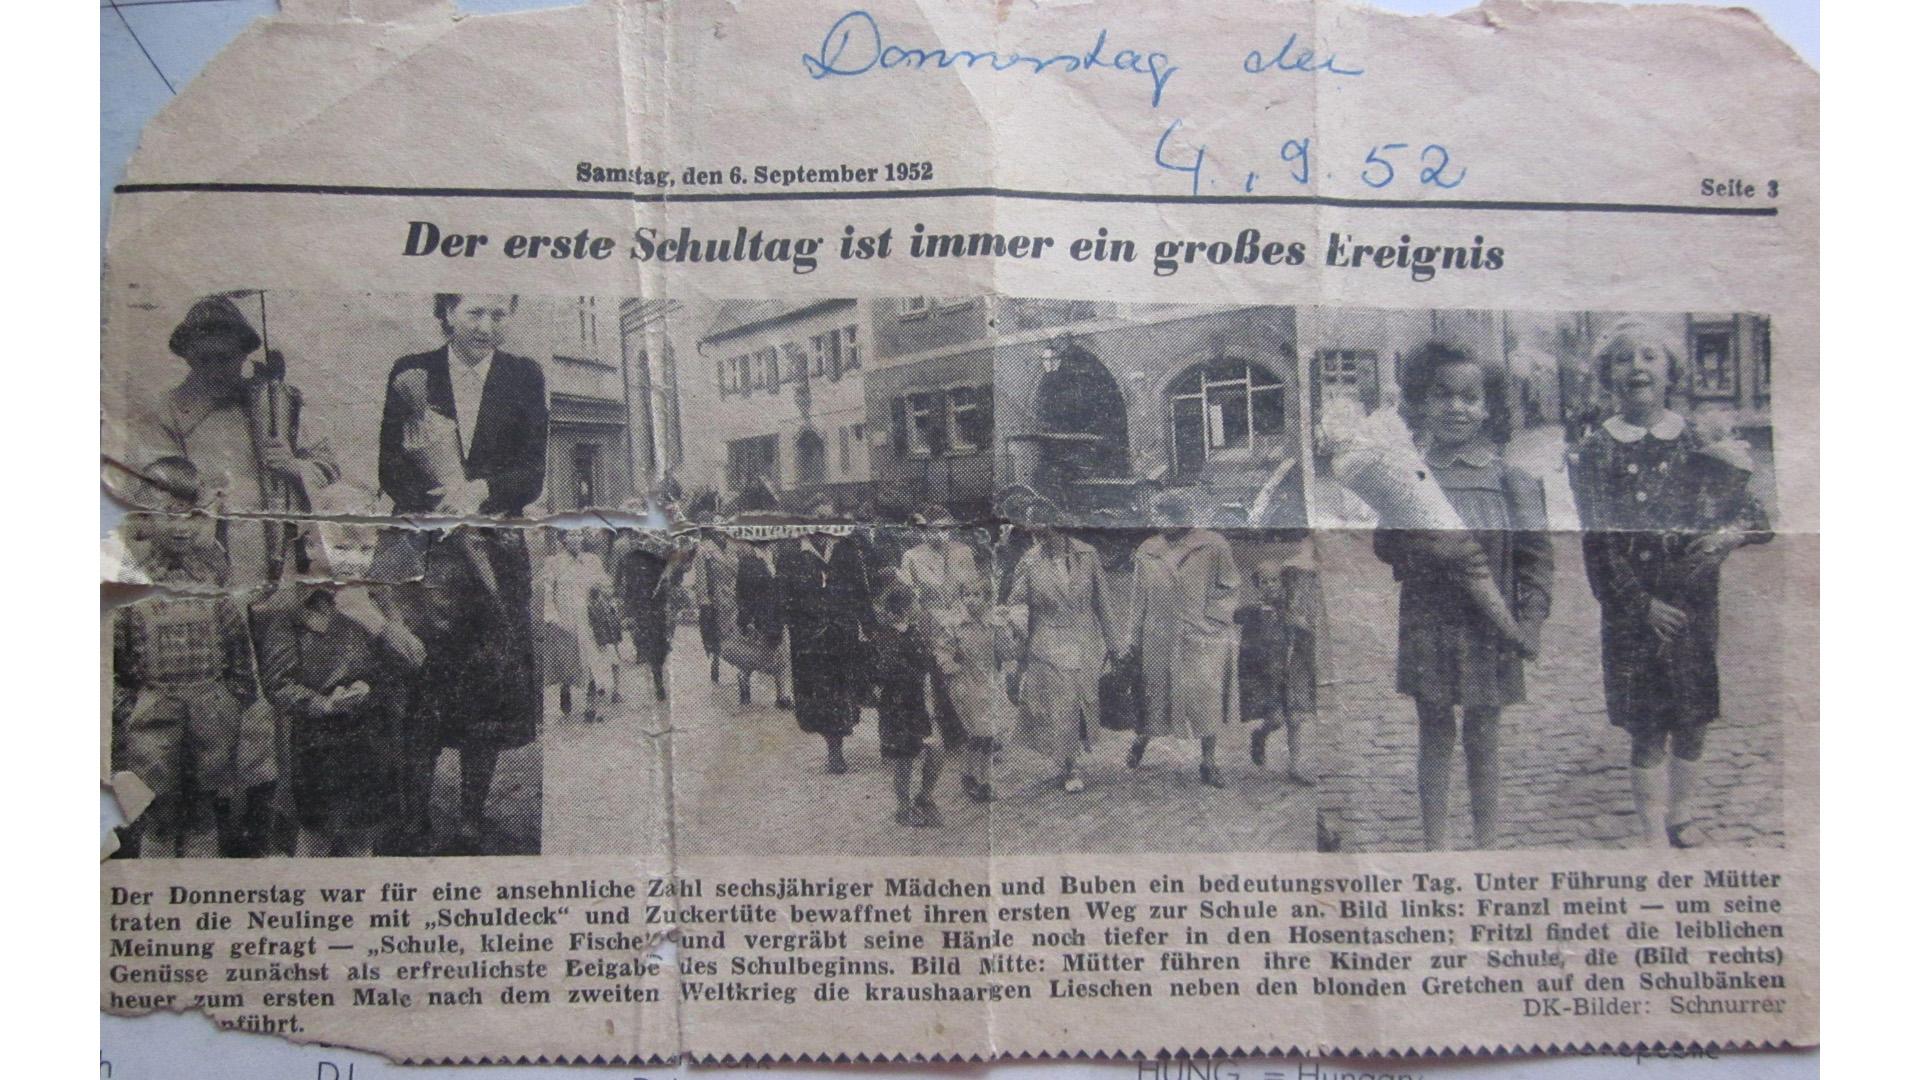 Donnerstag den
4. 9. 52
Samstag, den 6. September 1952
Seite 3
Der erste Schultag ist immer ein großes Ereignis
Der Donnerstag war für eine ansehnliche Zahl sechsjähriger Mädchen und Buben ein bedeutungsvoller Tag. Unter Führung der Mütter
traten die Neulinge mit „Schuldeck“ und Zuckertüte bewaffnet ihren ersten Weg zur Schule an. Bild links: Franzl meint — um seine
Meinung gefragt — „Schule, kleine Fische“ und vergräbt seine Hände noch tiefer in den Hosentaschen; Fritzl findet die leiblichen
Genüsse zunächst als erfreulichste Beigabe des Schulbeginns. Bild Mitte: Mütter führen ihre Kinder zur Schule, die (Bild rechts)
heuer zum ersten Male nach dem zweiten Weltkrieg die kraushaarigen Lieschen neben den blonden Gretchen auf den Schulbänken
nführt.
DK-Bilder: Schnurrer
HUNG = Hungary